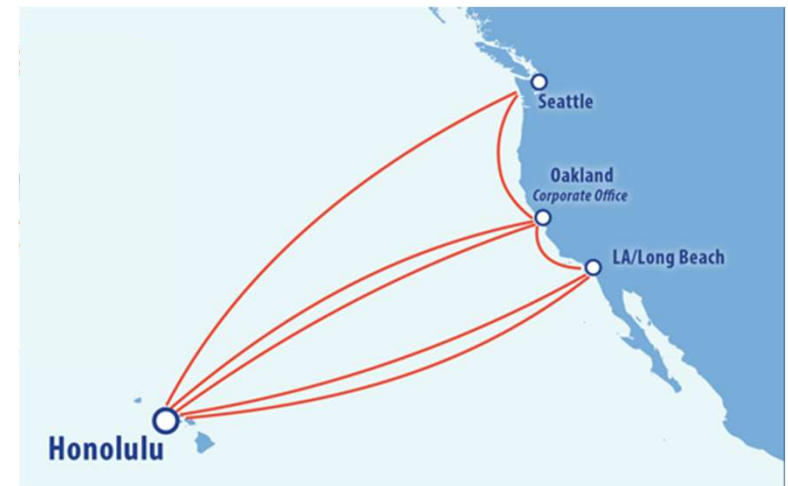 Seattle
Oakland
Corporate Office
LA/Long Beach
Honolulu